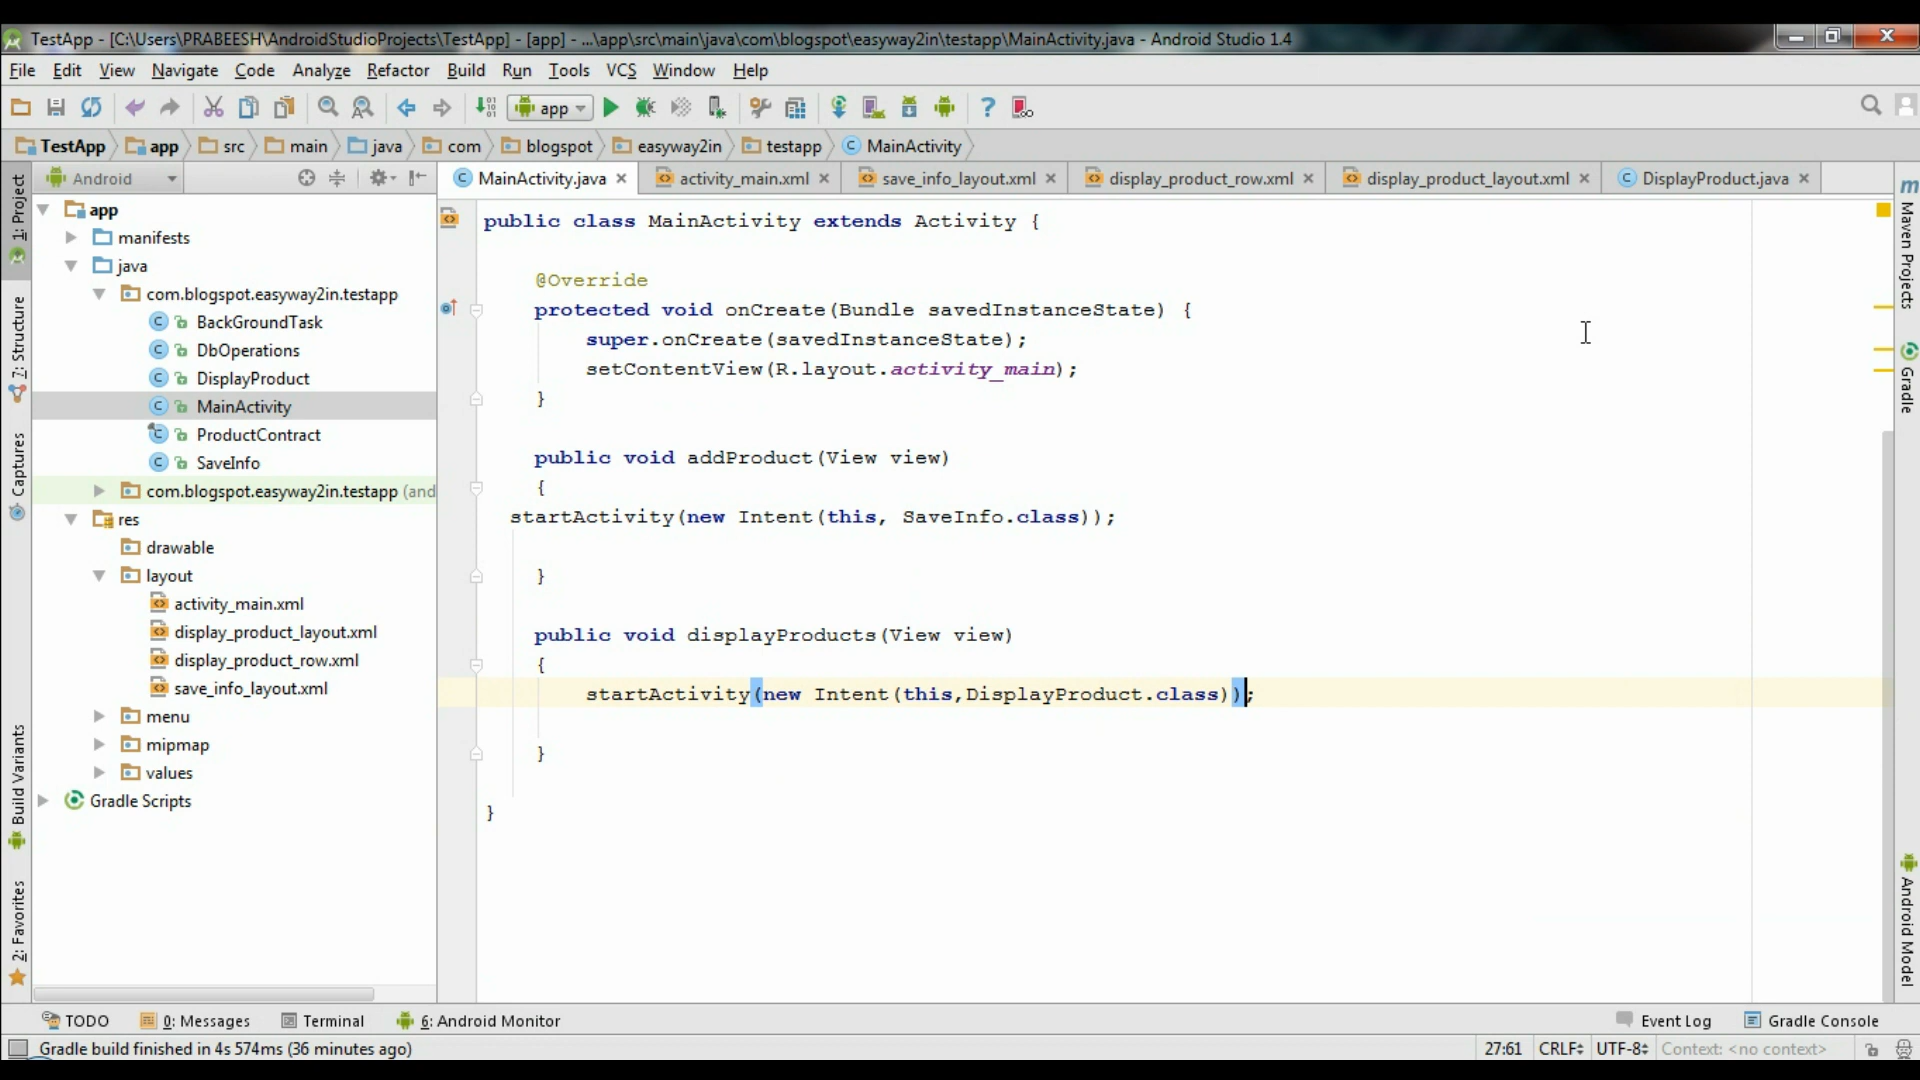 TestApp - [C:\Users\PRABEESH\AndroidStudioProjects\TestApp] - [app] - ...\app\src\main\java\com\blogspot\easyway2in\testapp\MainActivity.java - Android Studio 1.4
File Edit View Navigate Code Analyze Refactor Build Run Tools VCS Window Help
app
TestApp app src main java com blogspot easyway2in testapp MainActivity
Android
MainActivity.java activity_main.xml save_info_layout.xml display_product_row.xml display_product_layout.xml DisplayProduct.java
1: Project
7: Structure
Captures
Build Variants
2: Favorites
app
manifests
java
com.blogspot.easyway2in.testapp
BackGroundTask
DbOperations
DisplayProduct
MainActivity
ProductContract
SaveInfo
com.blogspot.easyway2in.testapp (and
res
drawable
layout
activity_main.xml
display_product_layout.xml
display_product_row.xml
save_info_layout.xml
menu
mipmap
values
Gradle Scripts
public class MainActivity extends Activity {
@Override
protected void onCreate(Bundle savedInstanceState) {
super.onCreate(savedInstanceState);
setContentView(R.layout.activity_main);
}
public void addProduct(View view)
{
startActivity(new Intent(this, SaveInfo.class));
}
public void displayProducts(View view)
{
startActivity(new Intent(this,DisplayProduct.class));
}
}
m Maven Projects
Gradle
Android Model
TODO 0: Messages Terminal 6: Android Monitor Event Log Gradle Console
Gradle build finished in 4s 574ms (36 minutes ago) 27:61 CRLF UTF-8 Context: <no context>